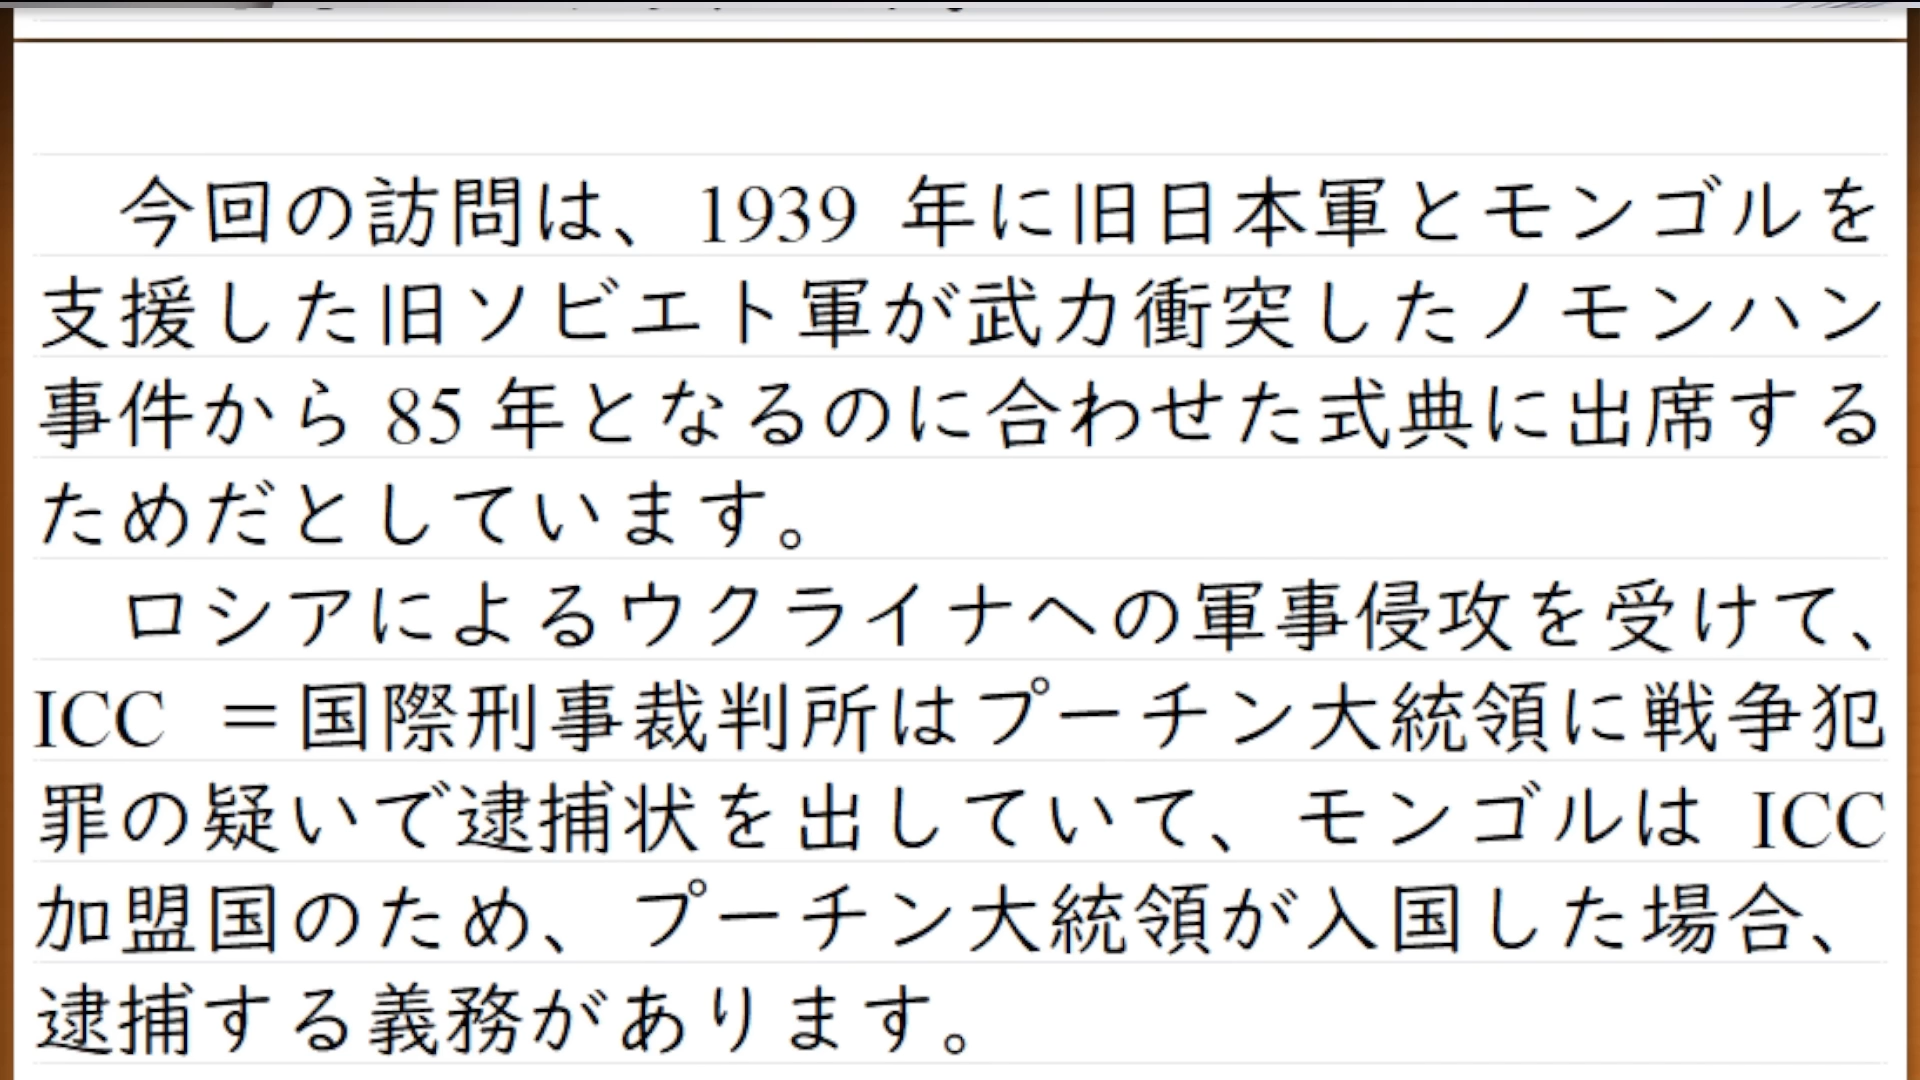 今回の訪問は、1939 年に旧日本軍とモンゴルを
支援した旧ソビエト軍が武力衝突したノモンハン
事件から 85 年となるのに合わせた式典に出席する
ためだとしています。
ロシアによるウクライナへの軍事侵攻を受けて、
ICC ＝国際刑事裁判所はプーチン大統領に戦争犯
罪の疑いで逮捕状を出していて、モンゴルは ICC
加盟国のため、プーチン大統領が入国した場合、
逮捕する義務があります。